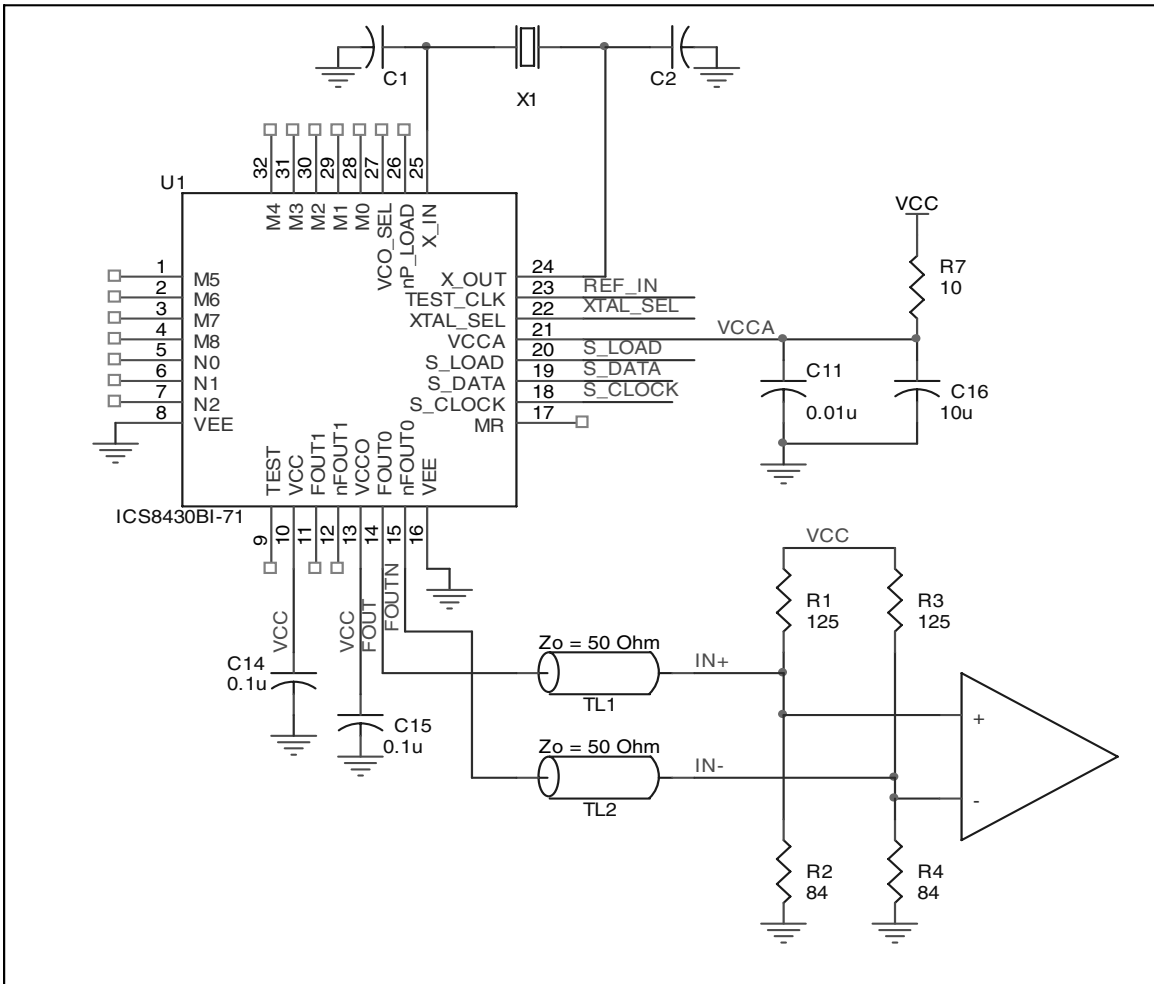 C1
C2
X1
32
31
30
29
28
27
26
25
U1
M4
M3
M2
M1
M0
VCO_SEL
nP_LOAD
X_IN
VCC
R7
10
1
M5
2
M6
3
M7
4
M8
5
N0
6
N1
7
N2
8
VEE
X_OUT
24
TEST_CLK
23
REF_IN
XTAL_SEL
22
XTAL_SEL
VCCA
21
VCCA
S_LOAD
20
S_LOAD
S_DATA
19
S_DATA
S_CLOCK
18
S_CLOCK
MR
17
C11
0.01u
C16
10u
TEST
VCC
FOUT1
nFOUT1
VCCO
FOUT0
nFOUT0
VEE
ICS8430BI-71
9
10
11
12
13
14
15
16
VCC
VCC
FOUT
FOUTN
C14
0.1u
C15
0.1u
Zo = 50 Ohm
TL1
IN+
Zo = 50 Ohm
TL2
IN-
VCC
R1
125
R3
125
+
-
R2
84
R4
84